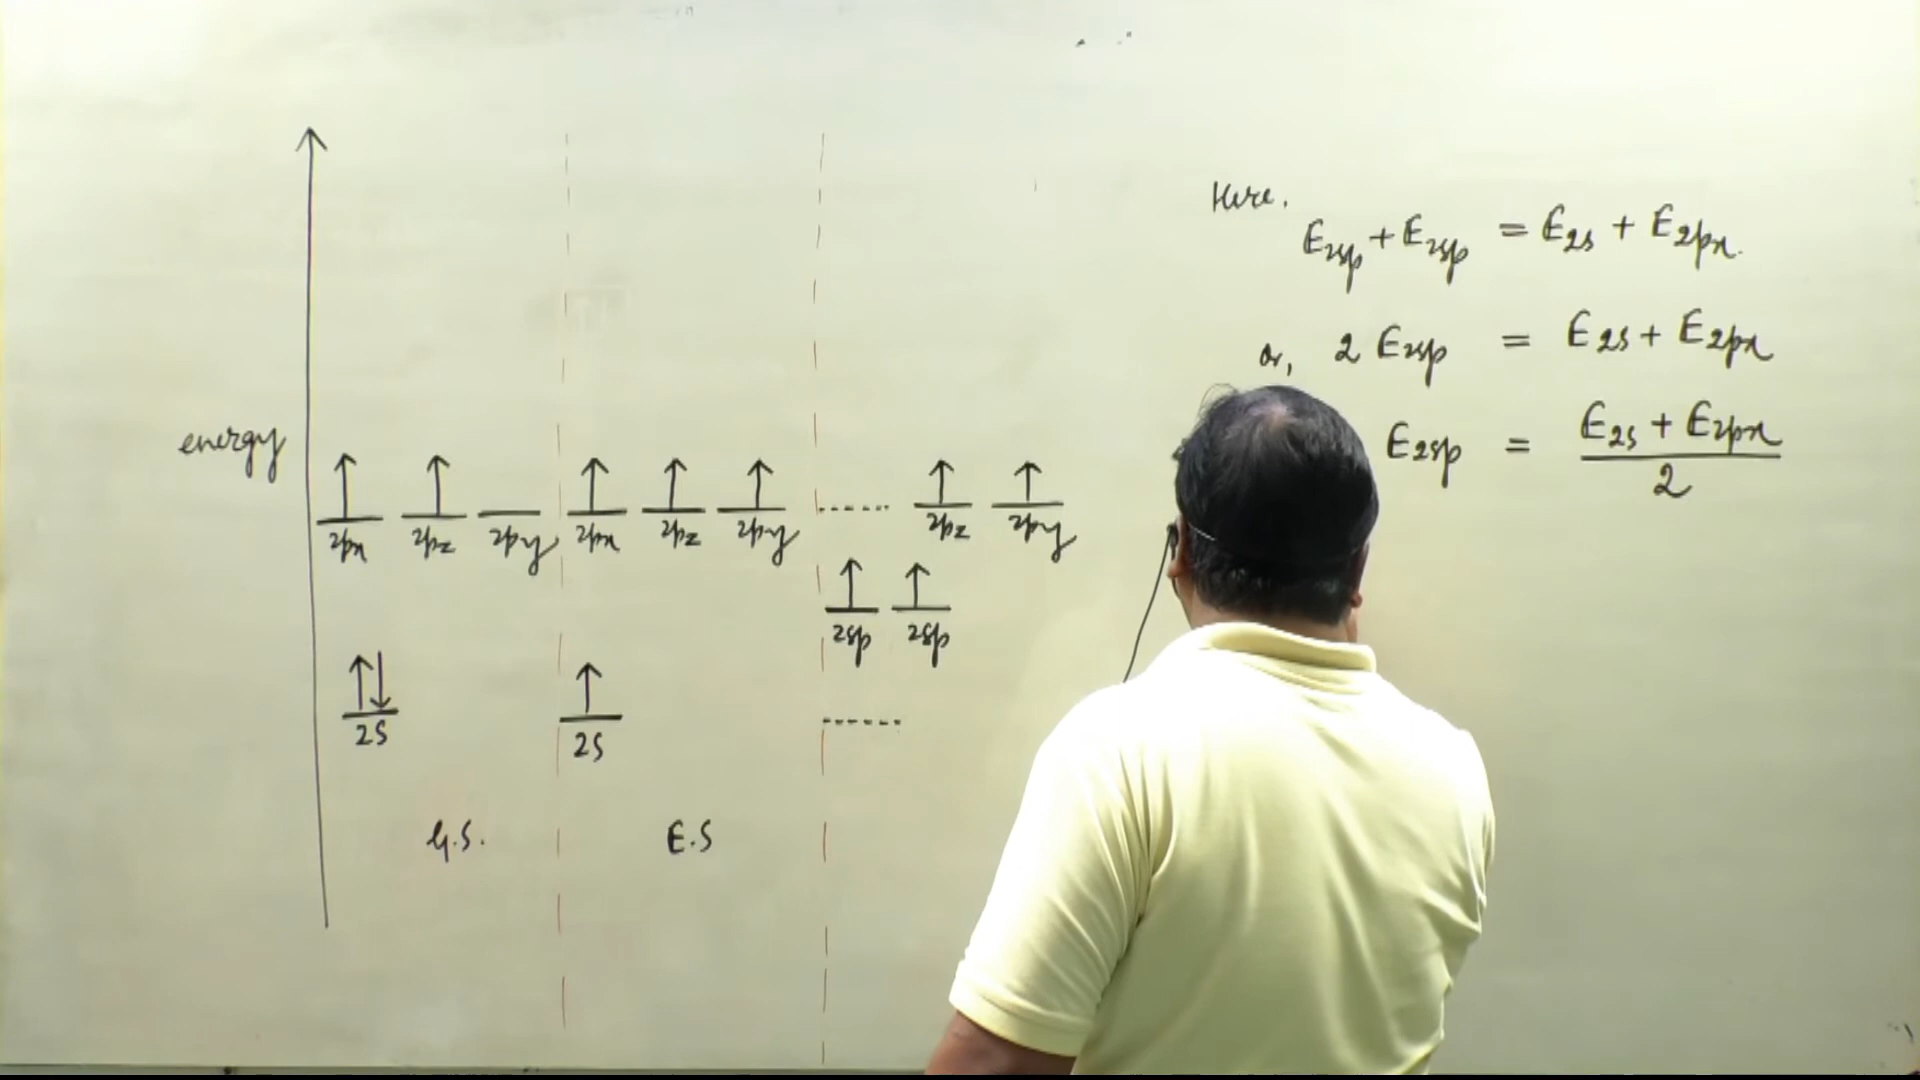 energy
2px 2pz 2py
2s
G.S.
2px 2pz 2py
2s
E.S
2pz 2py
2sp 2sp
Here,
E2sp + E2sp = E2s + E2px.
or, 2 E2sp = E2s + E2px
E2sp = E2s + E2px
2